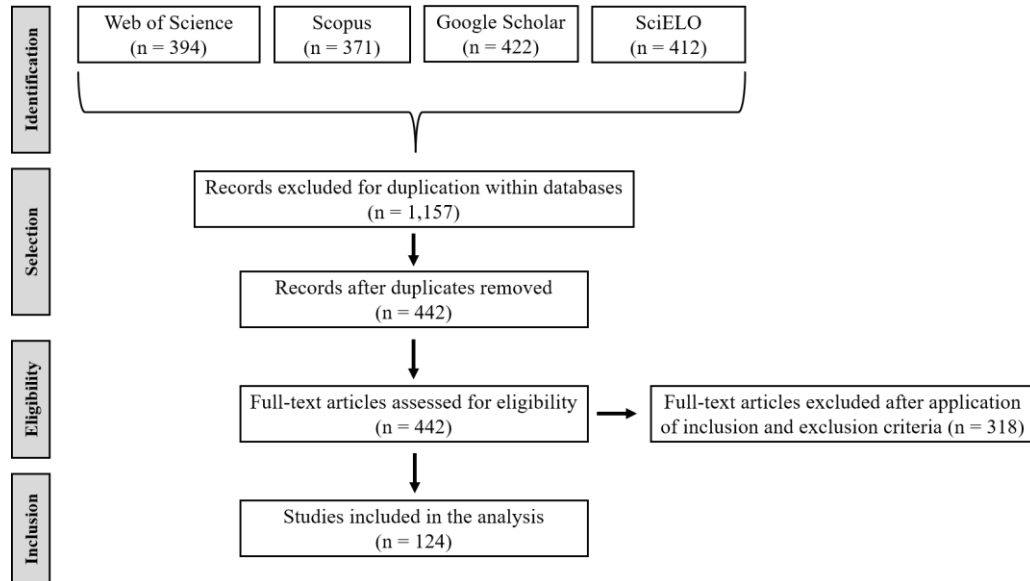 Identification
Web of Science
(n = 394)
Scopus
(n = 371)
Google Scholar
(n = 422)
SciELO
(n = 412)
Selection
Records excluded for duplication within databases
(n = 1,157)
Records after duplicates removed
(n = 442)
Eligibility
Full-text articles assessed for eligibility
(n = 442)
Full-text articles excluded after application
of inclusion and exclusion criteria (n = 318)
Inclusion
Studies included in the analysis
(n = 124)